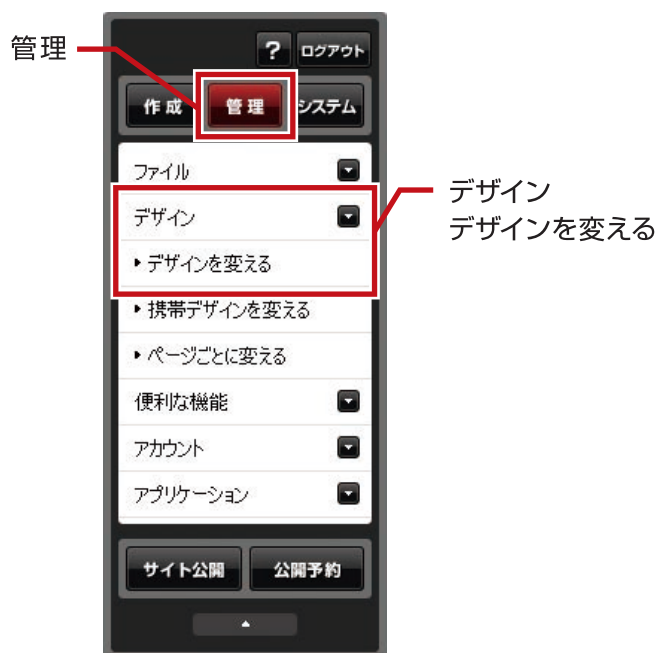 管理
? ログアウト
作成 管理 システム
ファイル
デザイン
デザイン
デザインを変える
デザインを変える
携帯デザインを変える
ページごとに変える
便利な機能
アカウント
アプリケーション
サイト公開 公開予約